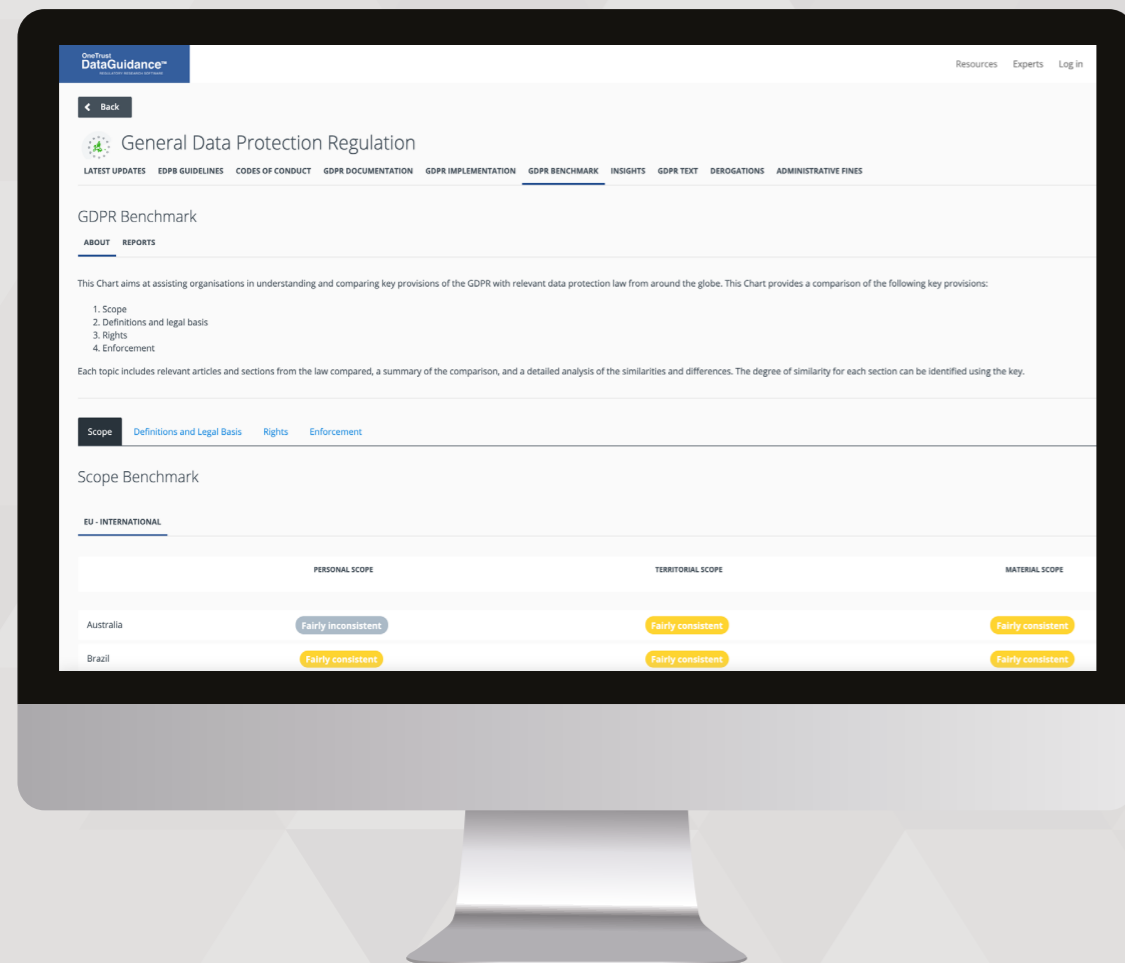 OneTrust
DataGuidance™
REGULATORY RESEARCH SOFTWARE
Resources Experts Log in
Back
General Data Protection Regulation
LATEST UPDATES EDPB GUIDELINES CODES OF CONDUCT GDPR DOCUMENTATION GDPR IMPLEMENTATION GDPR BENCHMARK INSIGHTS GDPR TEXT DEROGATIONS ADMINISTRATIVE FINES
GDPR Benchmark
ABOUT REPORTS
This Chart aims at assisting organisations in understanding and comparing key provisions of the GDPR with relevant data protection law from around the globe. This Chart provides a comparison of the following key provisions:
1. Scope
2. Definitions and legal basis
3. Rights
4. Enforcement
Each topic includes relevant articles and sections from the law compared, a summary of the comparison, and a detailed analysis of the similarities and differences. The degree of similarity for each section can be identified using the key.
Scope Definitions and Legal Basis Rights Enforcement
Scope Benchmark
EU - INTERNATIONAL
PERSONAL SCOPE TERRITORIAL SCOPE MATERIAL SCOPE
Australia Fairly inconsistent Fairly consistent Fairly consistent
Brazil Fairly consistent Fairly consistent Fairly consistent